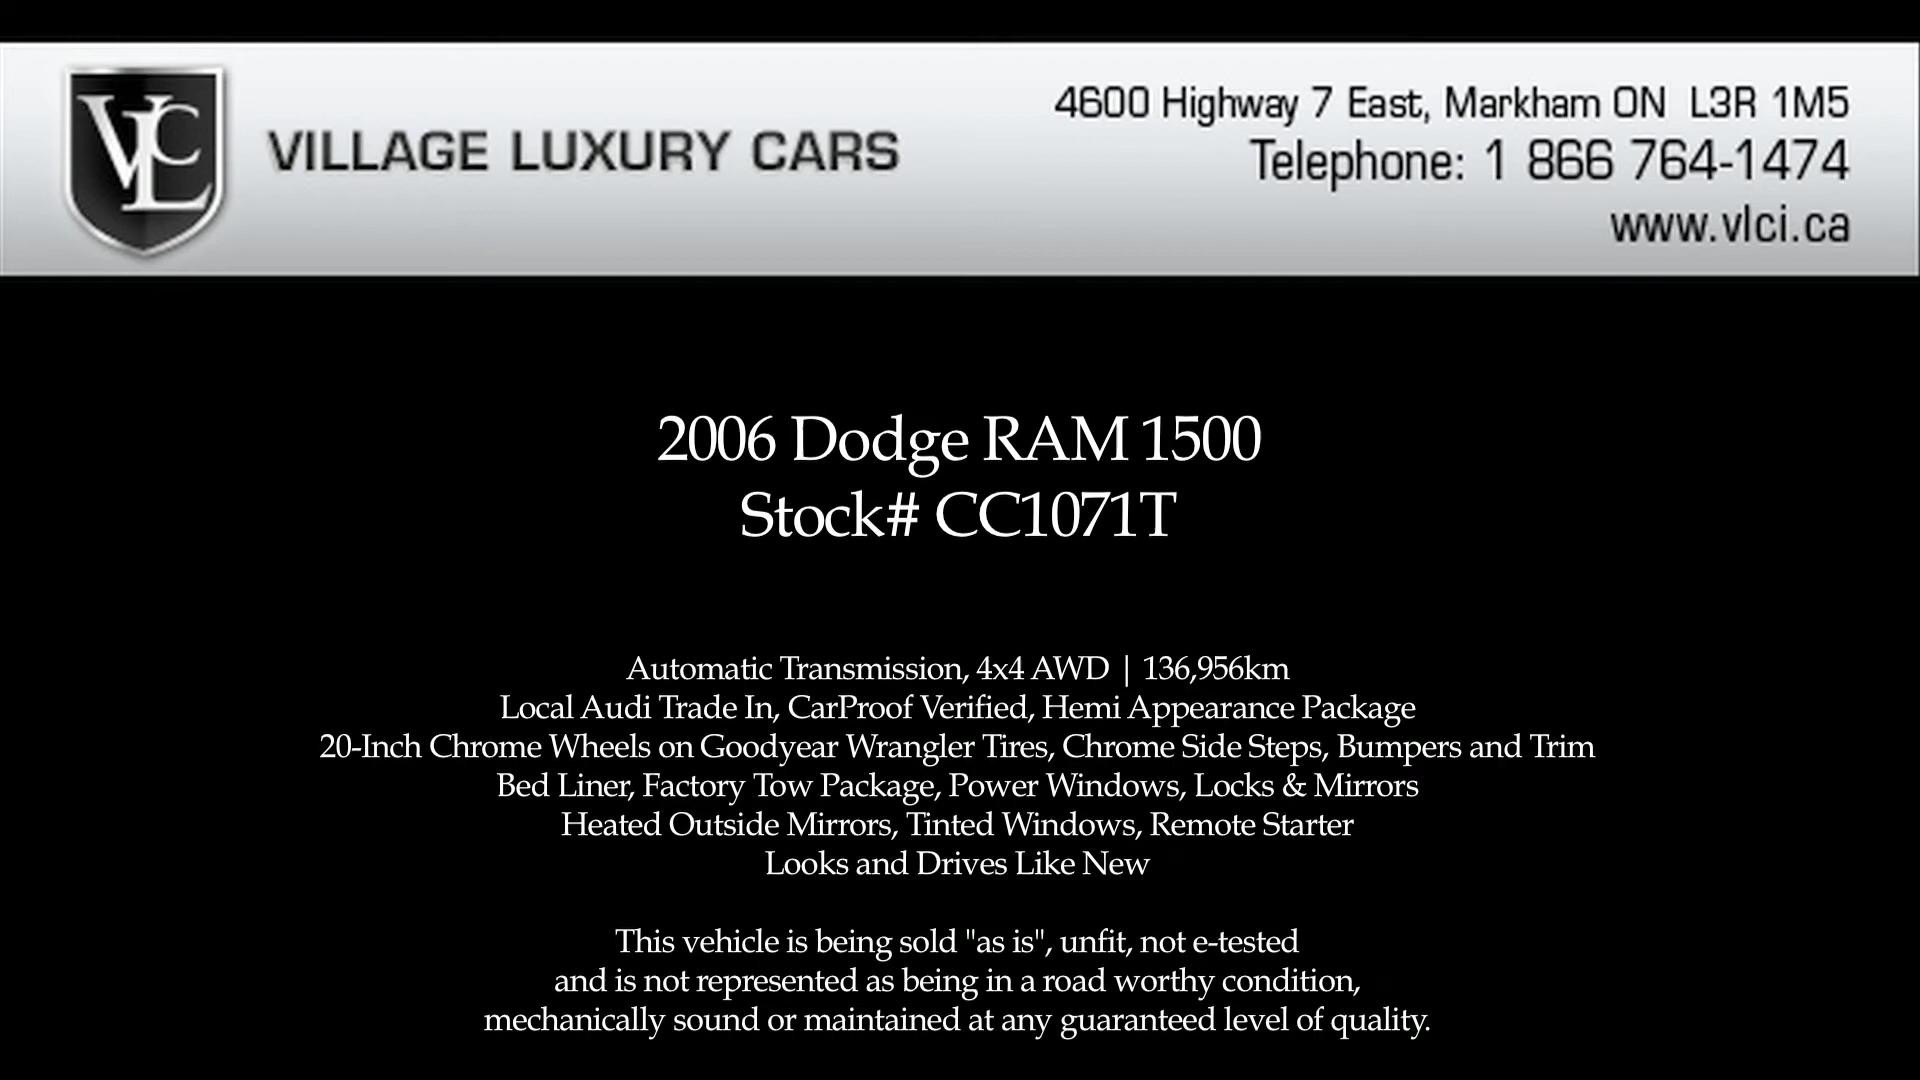 VLC
VILLAGE LUXURY CARS
4600 Highway 7 East, Markham ON L3R 1M5
Telephone: 1 866 764-1474
www.vlci.ca
2006 Dodge RAM 1500
Stock# CC1071T
Automatic Transmission, 4x4 AWD | 136,956km
Local Audi Trade In, CarProof Verified, Hemi Appearance Package
20-Inch Chrome Wheels on Goodyear Wrangler Tires, Chrome Side Steps, Bumpers and Trim
Bed Liner, Factory Tow Package, Power Windows, Locks & Mirrors
Heated Outside Mirrors, Tinted Windows, Remote Starter
Looks and Drives Like New
This vehicle is being sold "as is", unfit, not e-tested
and is not represented as being in a road worthy condition,
mechanically sound or maintained at any guaranteed level of quality.